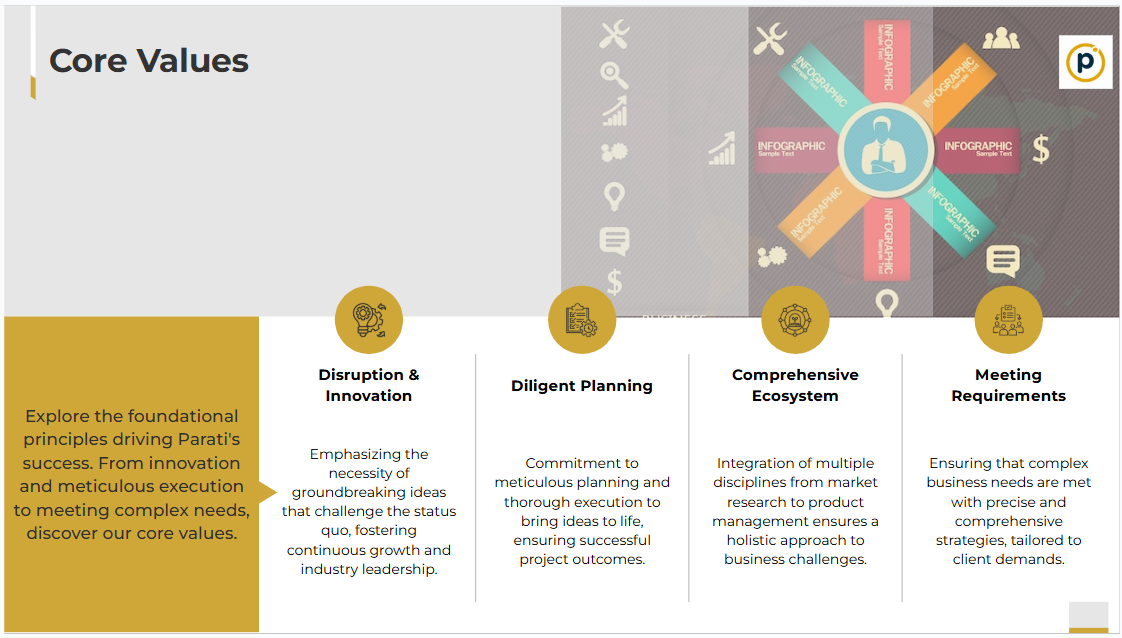 Core Values
INFOGRAPHIC
Sample Text
INFOGRAPHIC
Sample Text
INFOGRAPHIC
Sample Text
INFOGRAPHIC
Sample Text
INFOGRAPHIC
Sample Text
INFOGRAPHIC
Sample Text
INFOGRAPHIC
Sample Text
INFOGRAPHIC
Sample Text
$
$
p
BUSINESS
Explore the foundational
principles driving Parati's
success. From innovation
and meticulous execution
to meeting complex needs,
discover our core values.
Disruption &
Innovation
Emphasizing the
necessity of
groundbreaking ideas
that challenge the status
quo, fostering
continuous growth and
industry leadership.
Diligent Planning
Commitment to
meticulous planning and
thorough execution to
bring ideas to life,
ensuring successful
project outcomes.
Comprehensive
Ecosystem
Integration of multiple
disciplines from market
research to product
management ensures a
holistic approach to
business challenges.
Meeting
Requirements
Ensuring that complex
business needs are met
with precise and
comprehensive
strategies, tailored to
client demands.